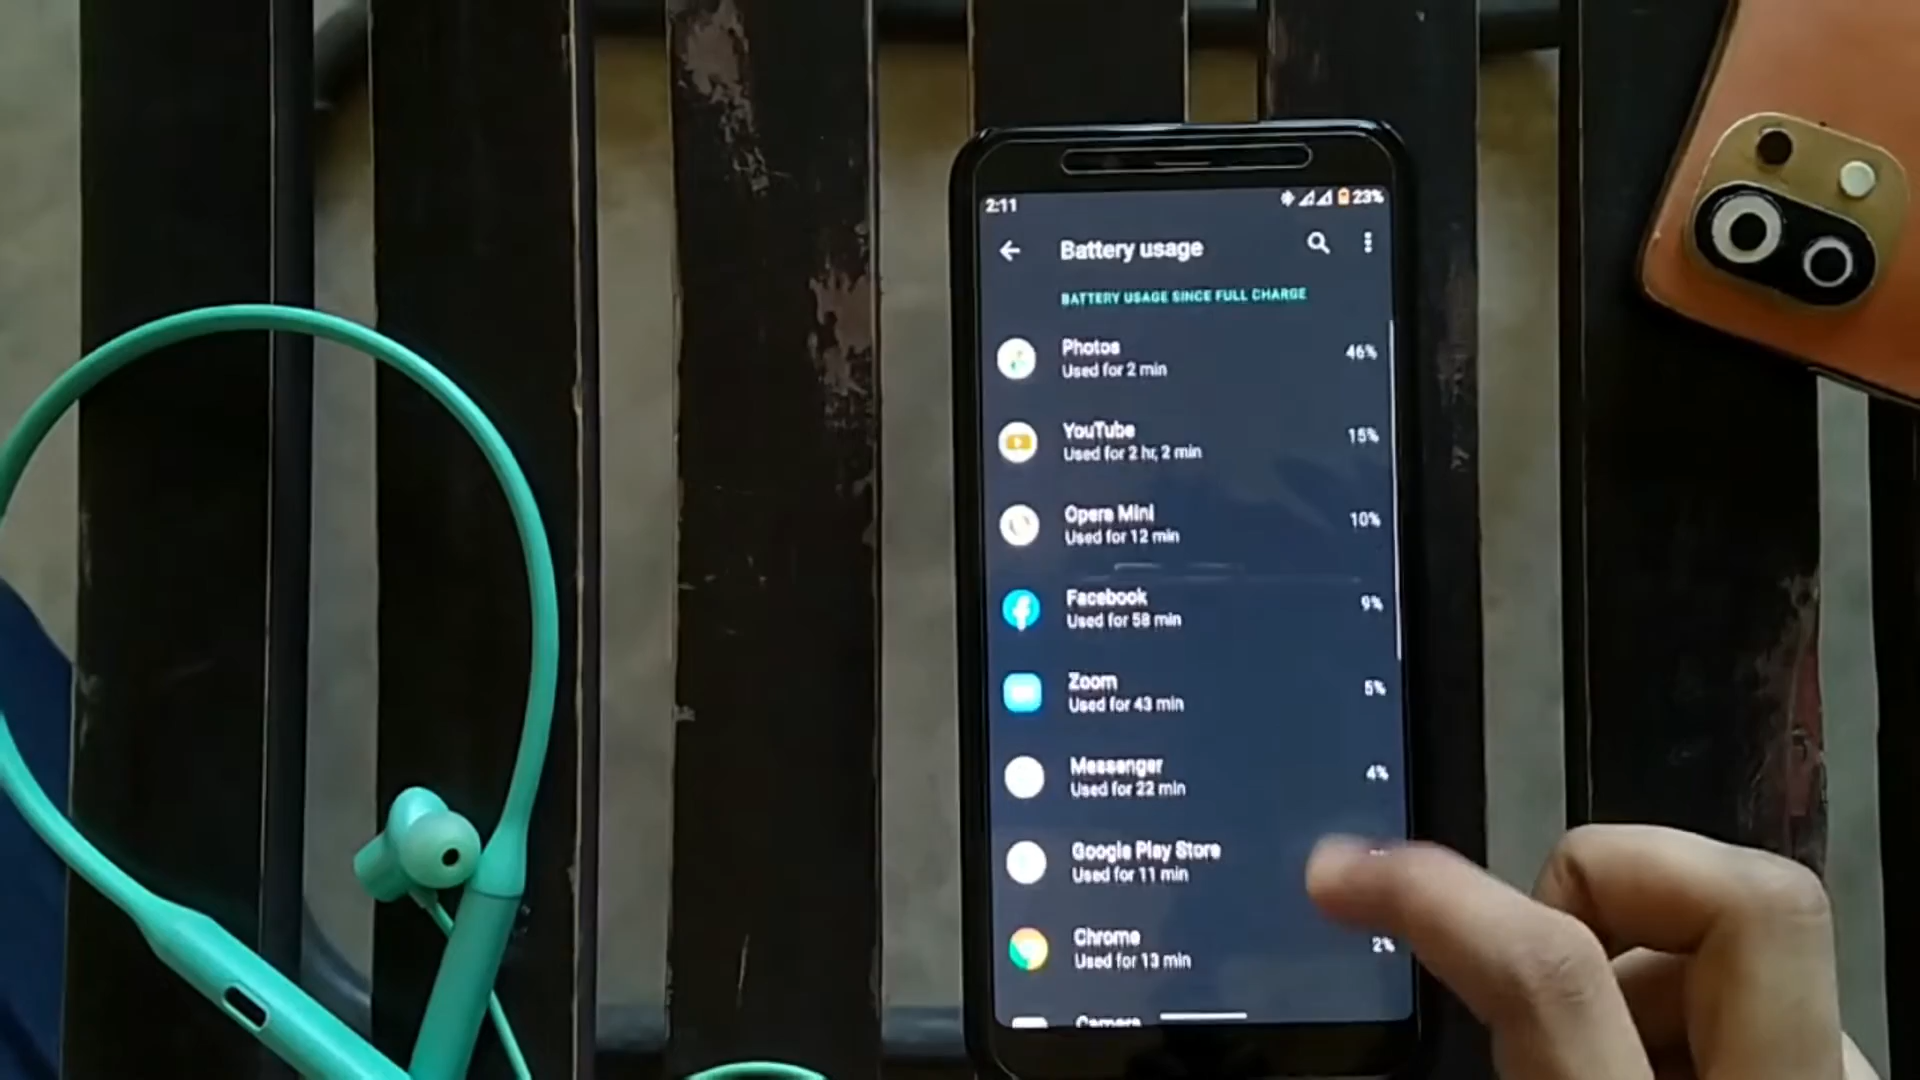 2:11
23%
Battery usage
BATTERY USAGE SINCE FULL CHARGE
Photos
46%
Used for 2 min
YouTube
15%
Used for 2 hr, 2 min
Opera Mini
10%
Used for 12 min
Facebook
9%
Used for 58 min
Zoom
5%
Used for 43 min
Messenger
4%
Used for 22 min
Google Play Store
Used for 11 min
Chrome
2%
Used for 13 min
Camera